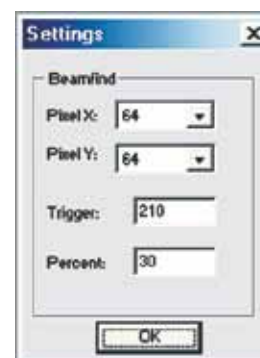 Settings
Beamfind
Pixel X: 64
Pixel Y: 64
Trigger: 210
Percent: 30
OK